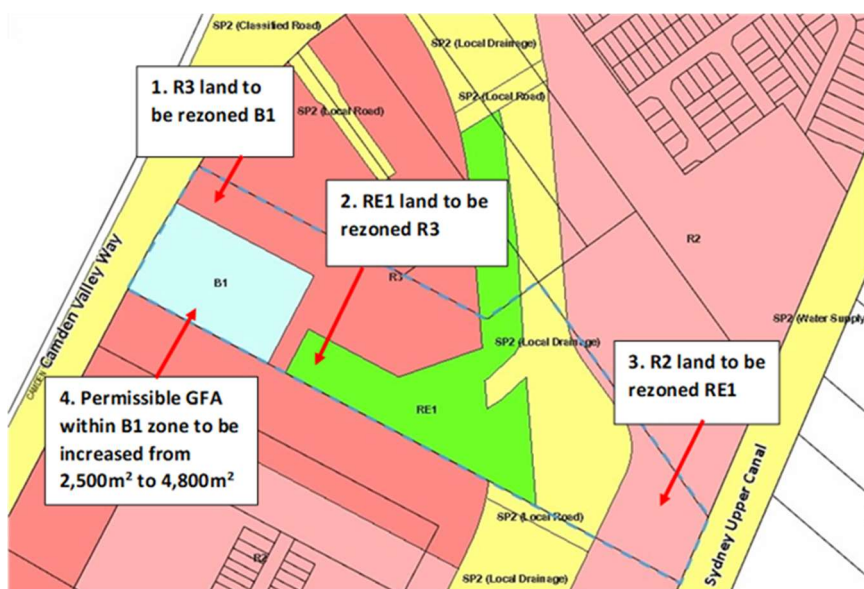 SP2 (Classified Road)
SP2 (Local Drainage)
1. R3 land to
be rezoned B1
SP2 (Local Road)
SP2 (Local Road)
2. RE1 land to be
rezoned R3
R2
B1
R3
SP2 (Water Supply
Camden Valley Way
SP2 (Local Drainage)
3. R2 land to be
rezoned RE1
4. Permissible GFA
within B1 zone to be
increased from
2,500m² to 4,800m²
RE1
SP2 (Local Road)
R2
SP2 (Local Drainage)
Sydney Upper Canal